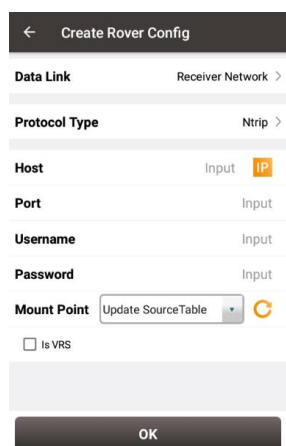 Create Rover Config
Data Link Receiver Network >
Protocol Type Ntrip >
Host Input IP
Port Input
Username Input
Password Input
Mount Point Update SourceTable
Is VRS
OK